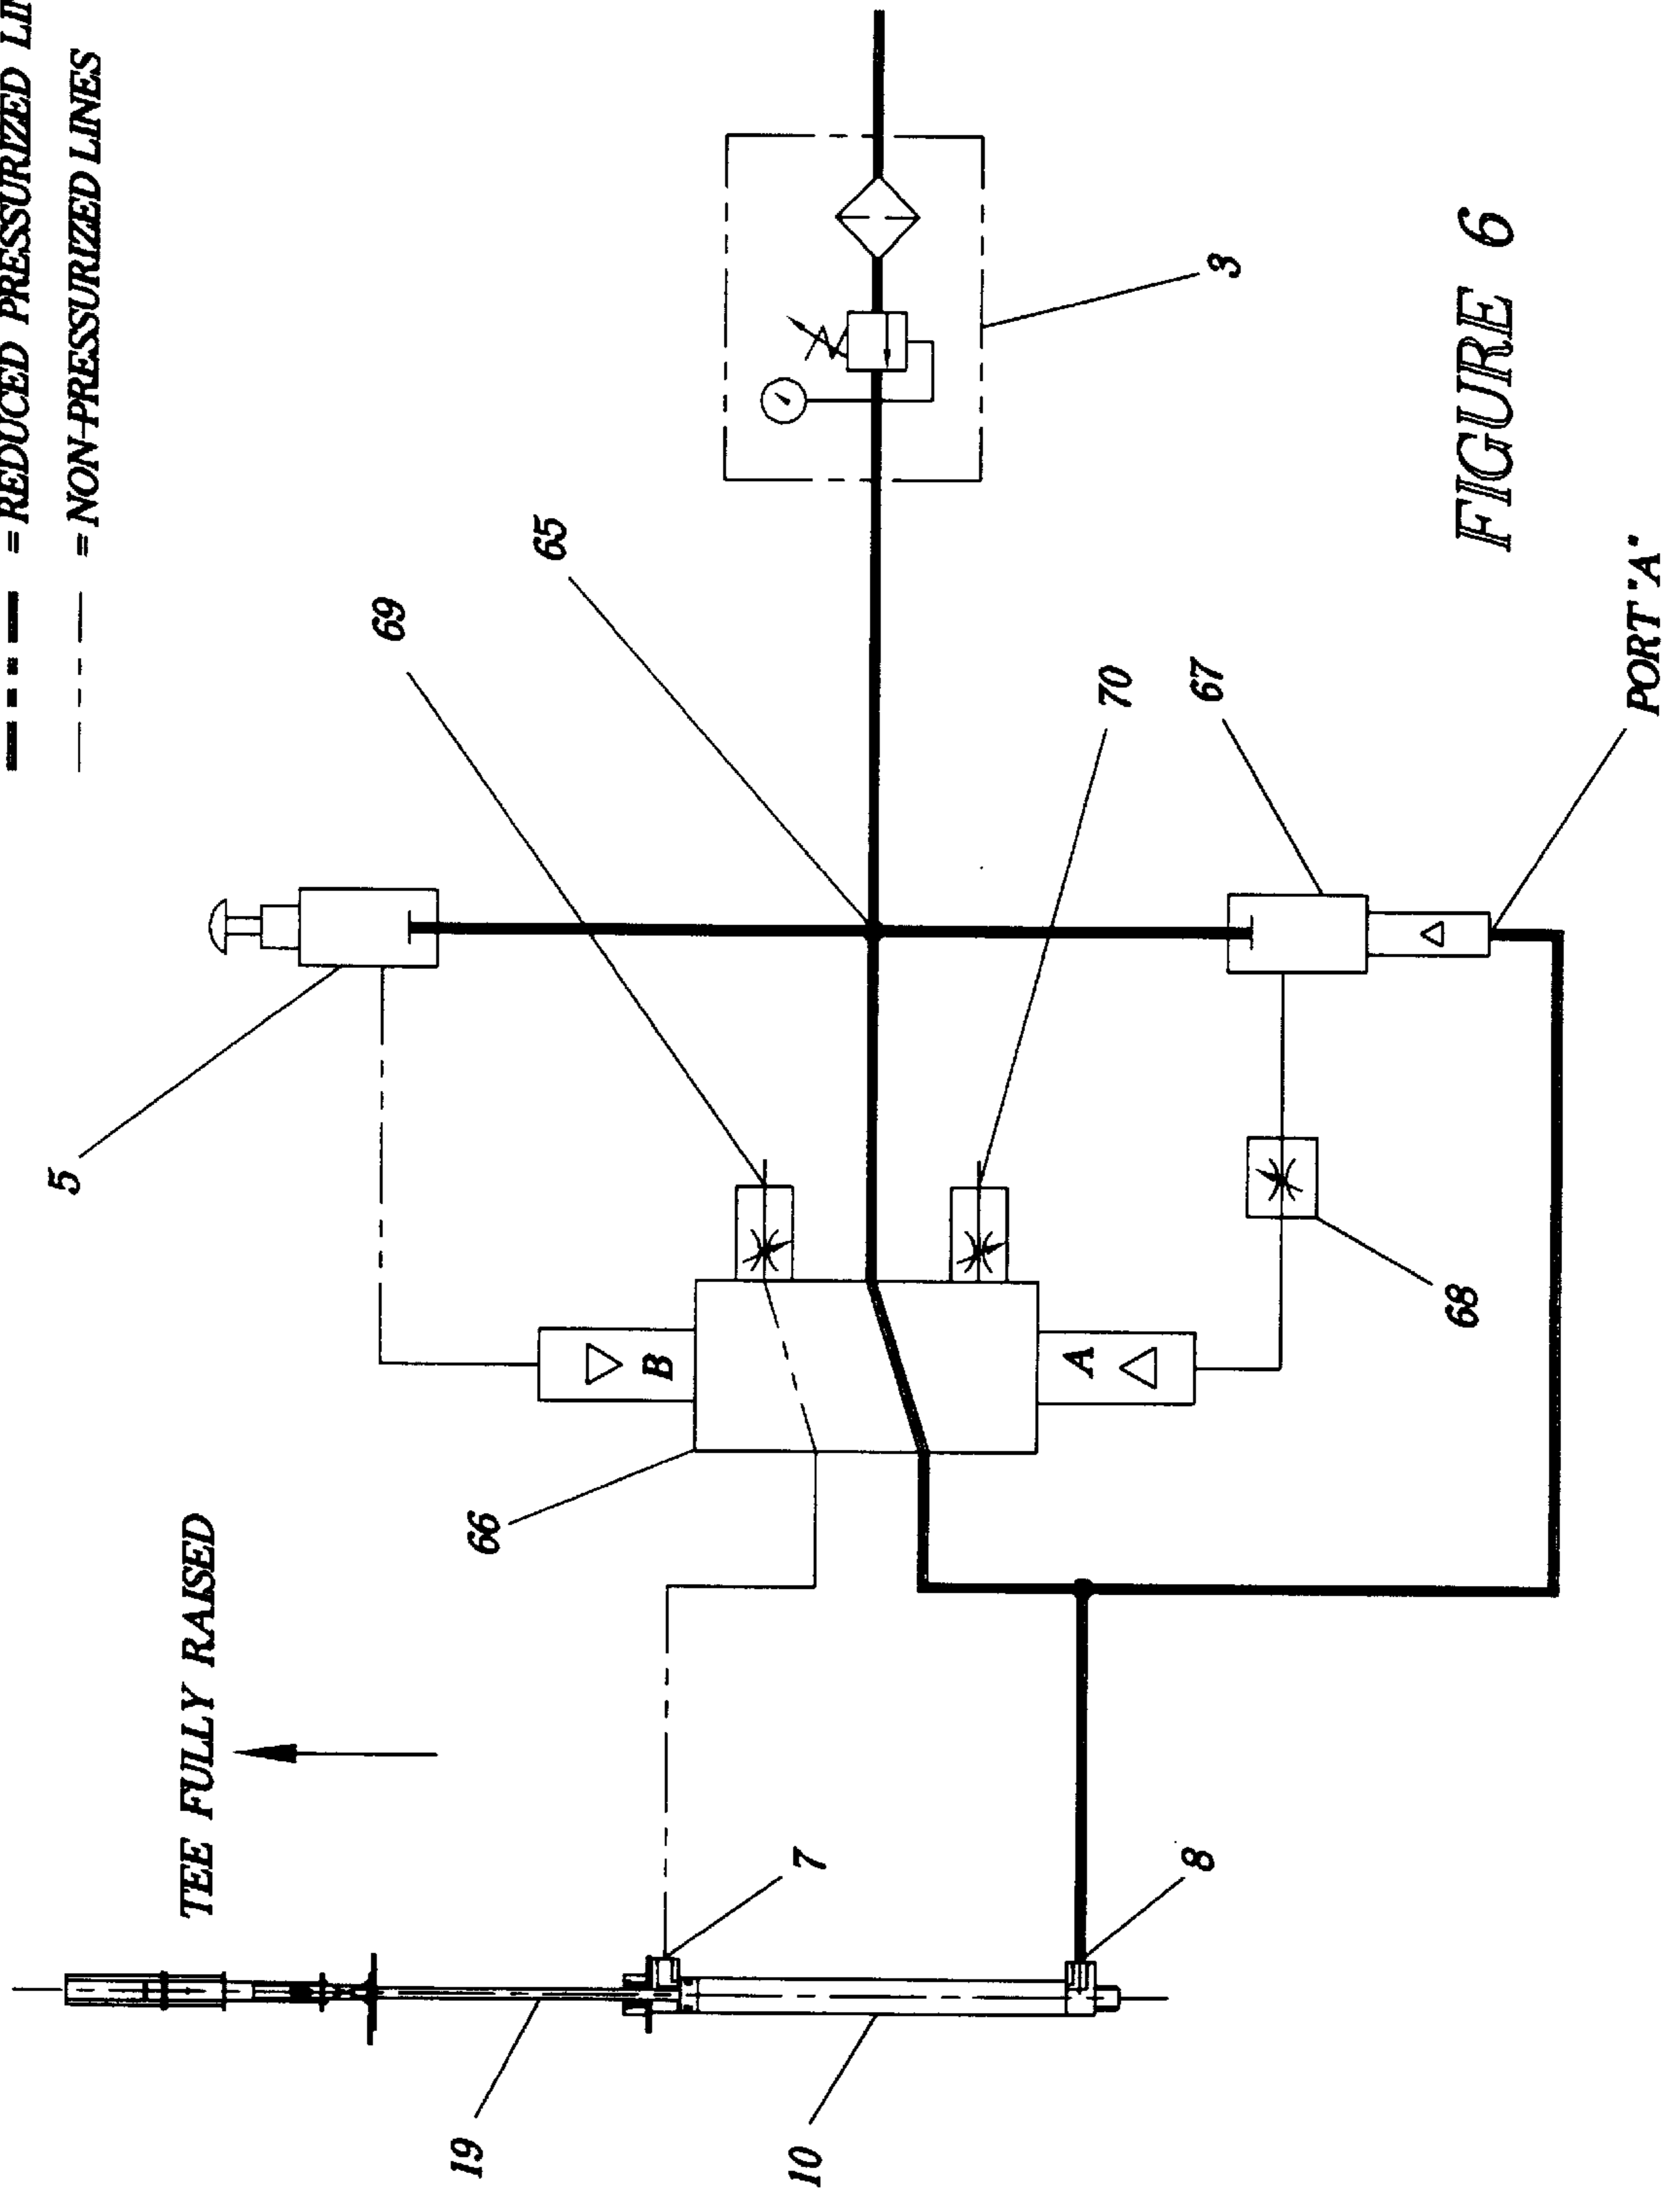 = REDUCED PRESSURIZED
= NON-PRESSURIZED LINES
TEE FULLY RAISED
5
69
65
3
66
B
A
70
67
68
7
8
19
10
PORT "A"
FIGURE 6